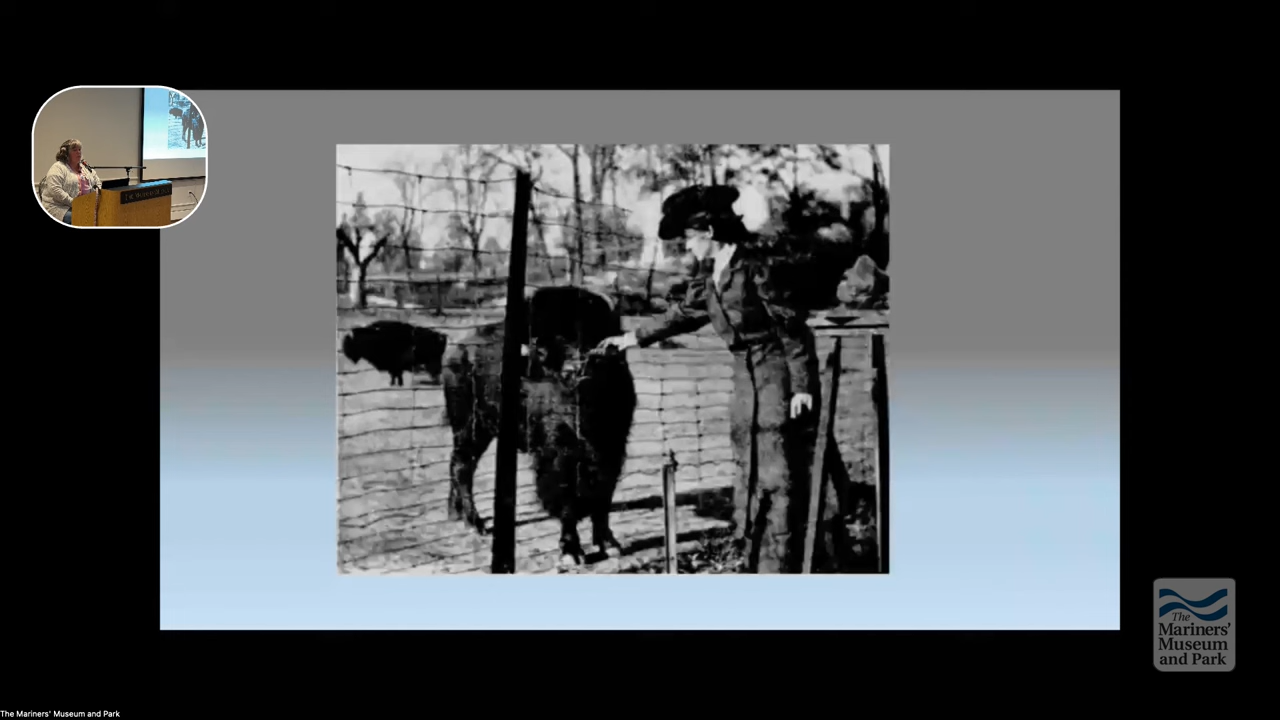 The
Mariners'
Museum
and Park
The Mariners' Museum and Park